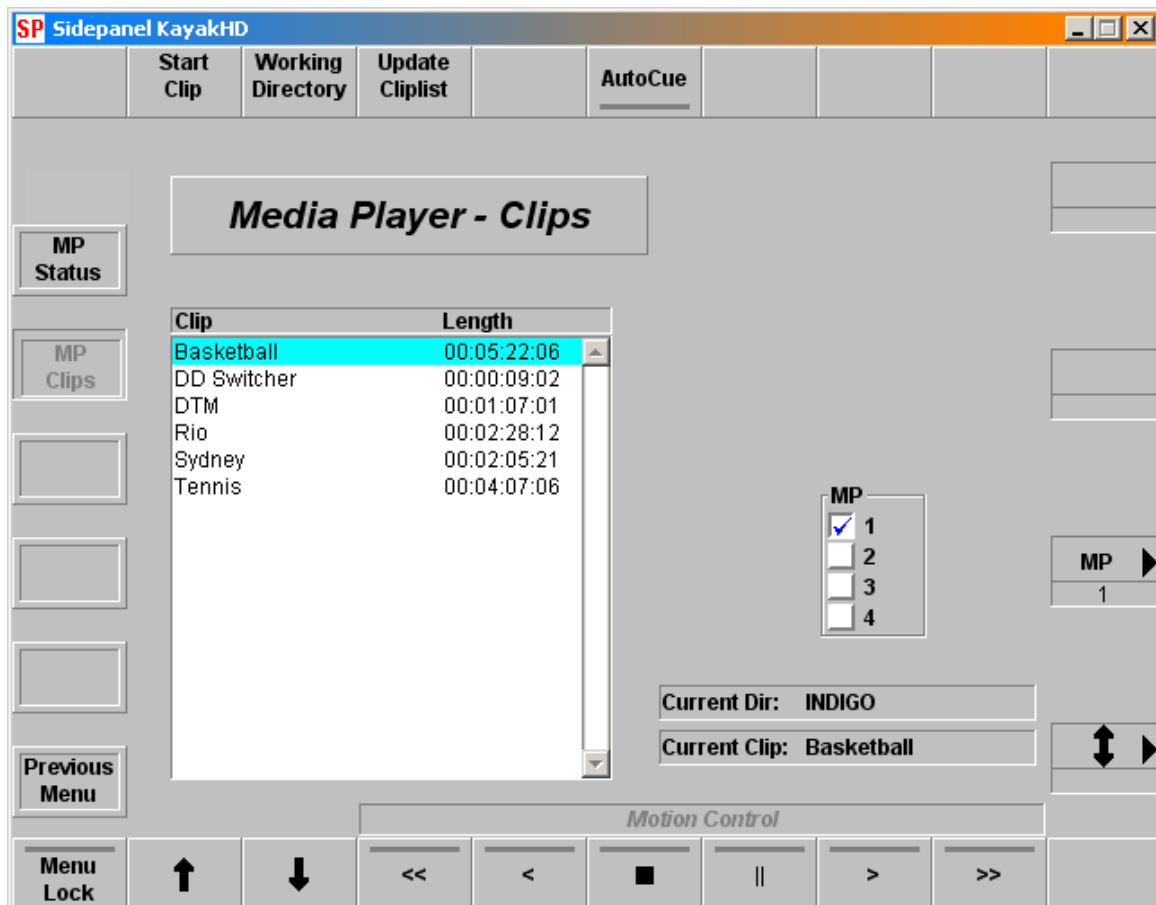 SP Sidepanel KayakHD
Start Clip
Working Directory
Update Cliplist
AutoCue
Media Player - Clips
MP Status
MP Clips
Clip Length
Basketball 00:05:22:06
DD Switcher 00:00:09:02
DTM 00:01:07:01
Rio 00:02:28:12
Sydney 00:02:05:21
Tennis 00:04:07:06
MP
1
2
3
4
MP
1
Current Dir: INDIGO
Current Clip: Basketball
Previous Menu
Motion Control
Menu Lock
<< < || > >>